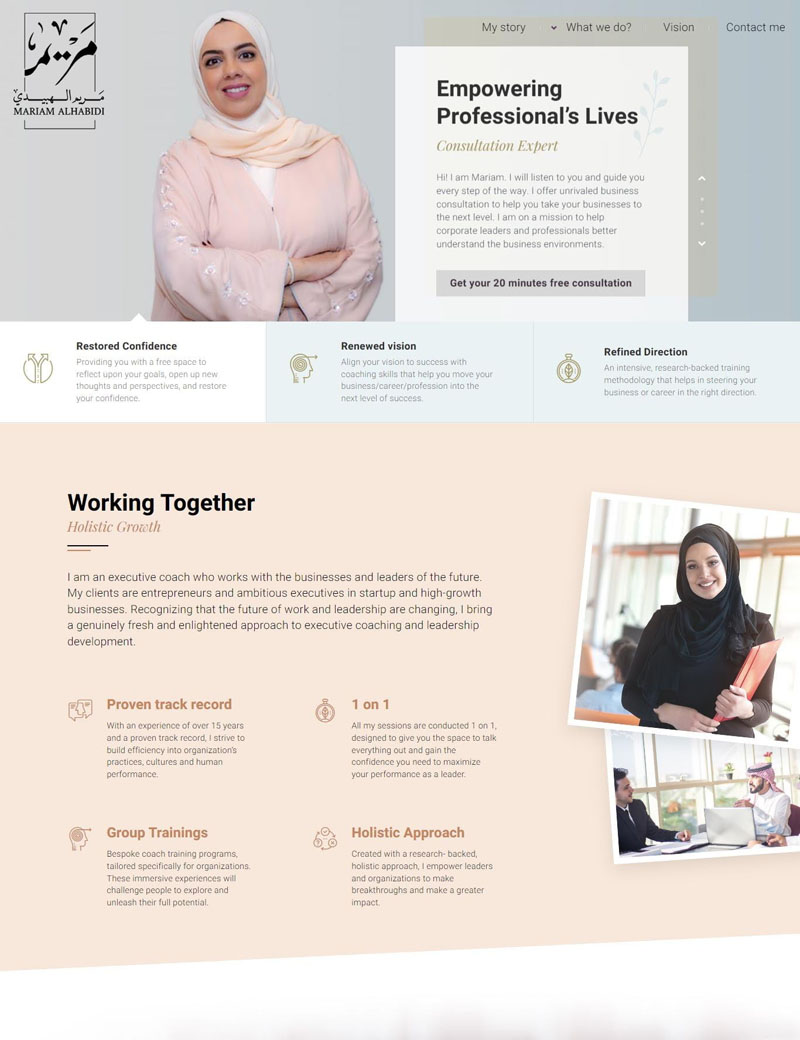 مريم
مريم الهبيدي
MARIAM ALHABIDI
My story
What we do?
Vision
Contact me
Empowering
Professional’s Lives
Consultation Expert
Hi! I am Mariam. I will listen to you and guide you
every step of the way. I offer unrivaled business
consultation to help you take your businesses to
the next level. I am on a mission to help
corporate leaders and professionals better
understand the business environments.
Get your 20 minutes free consultation
Restored Confidence
Providing you with a free space to
reflect upon your goals, open up new
thoughts and perspectives, and restore
your confidence.
Renewed vision
Align your vision to success with
coaching skills that help you move your
business/career/profession into the
next level of success.
Refined Direction
An intensive, research-backed training
methodology that helps in steering your
business or career in the right direction.
Working Together
Holistic Growth
I am an executive coach who works with the businesses and leaders of the future.
My clients are entrepreneurs and ambitious executives in startup and high-growth
businesses. Recognizing that the future of work and leadership are changing, I bring
a genuinely fresh and enlightened approach to executive coaching and leadership
development.
Proven track record
With an experience of over 15 years
and a proven track record, I strive to
build efficiency into organization’s
practices, cultures and human
performance.
1 on 1
All my sessions are conducted 1 on 1,
designed to give you the space to talk
everything out and gain the
confidence you need to maximize
your performance as a leader.
Group Trainings
Bespoke coach training programs,
tailored specifically for organizations.
These immersive experiences will
challenge people to explore and
unleash their full potential.
Holistic Approach
Created with a research- backed,
holistic approach, I empower leaders
and organizations to make
breakthroughs and make a greater
impact.